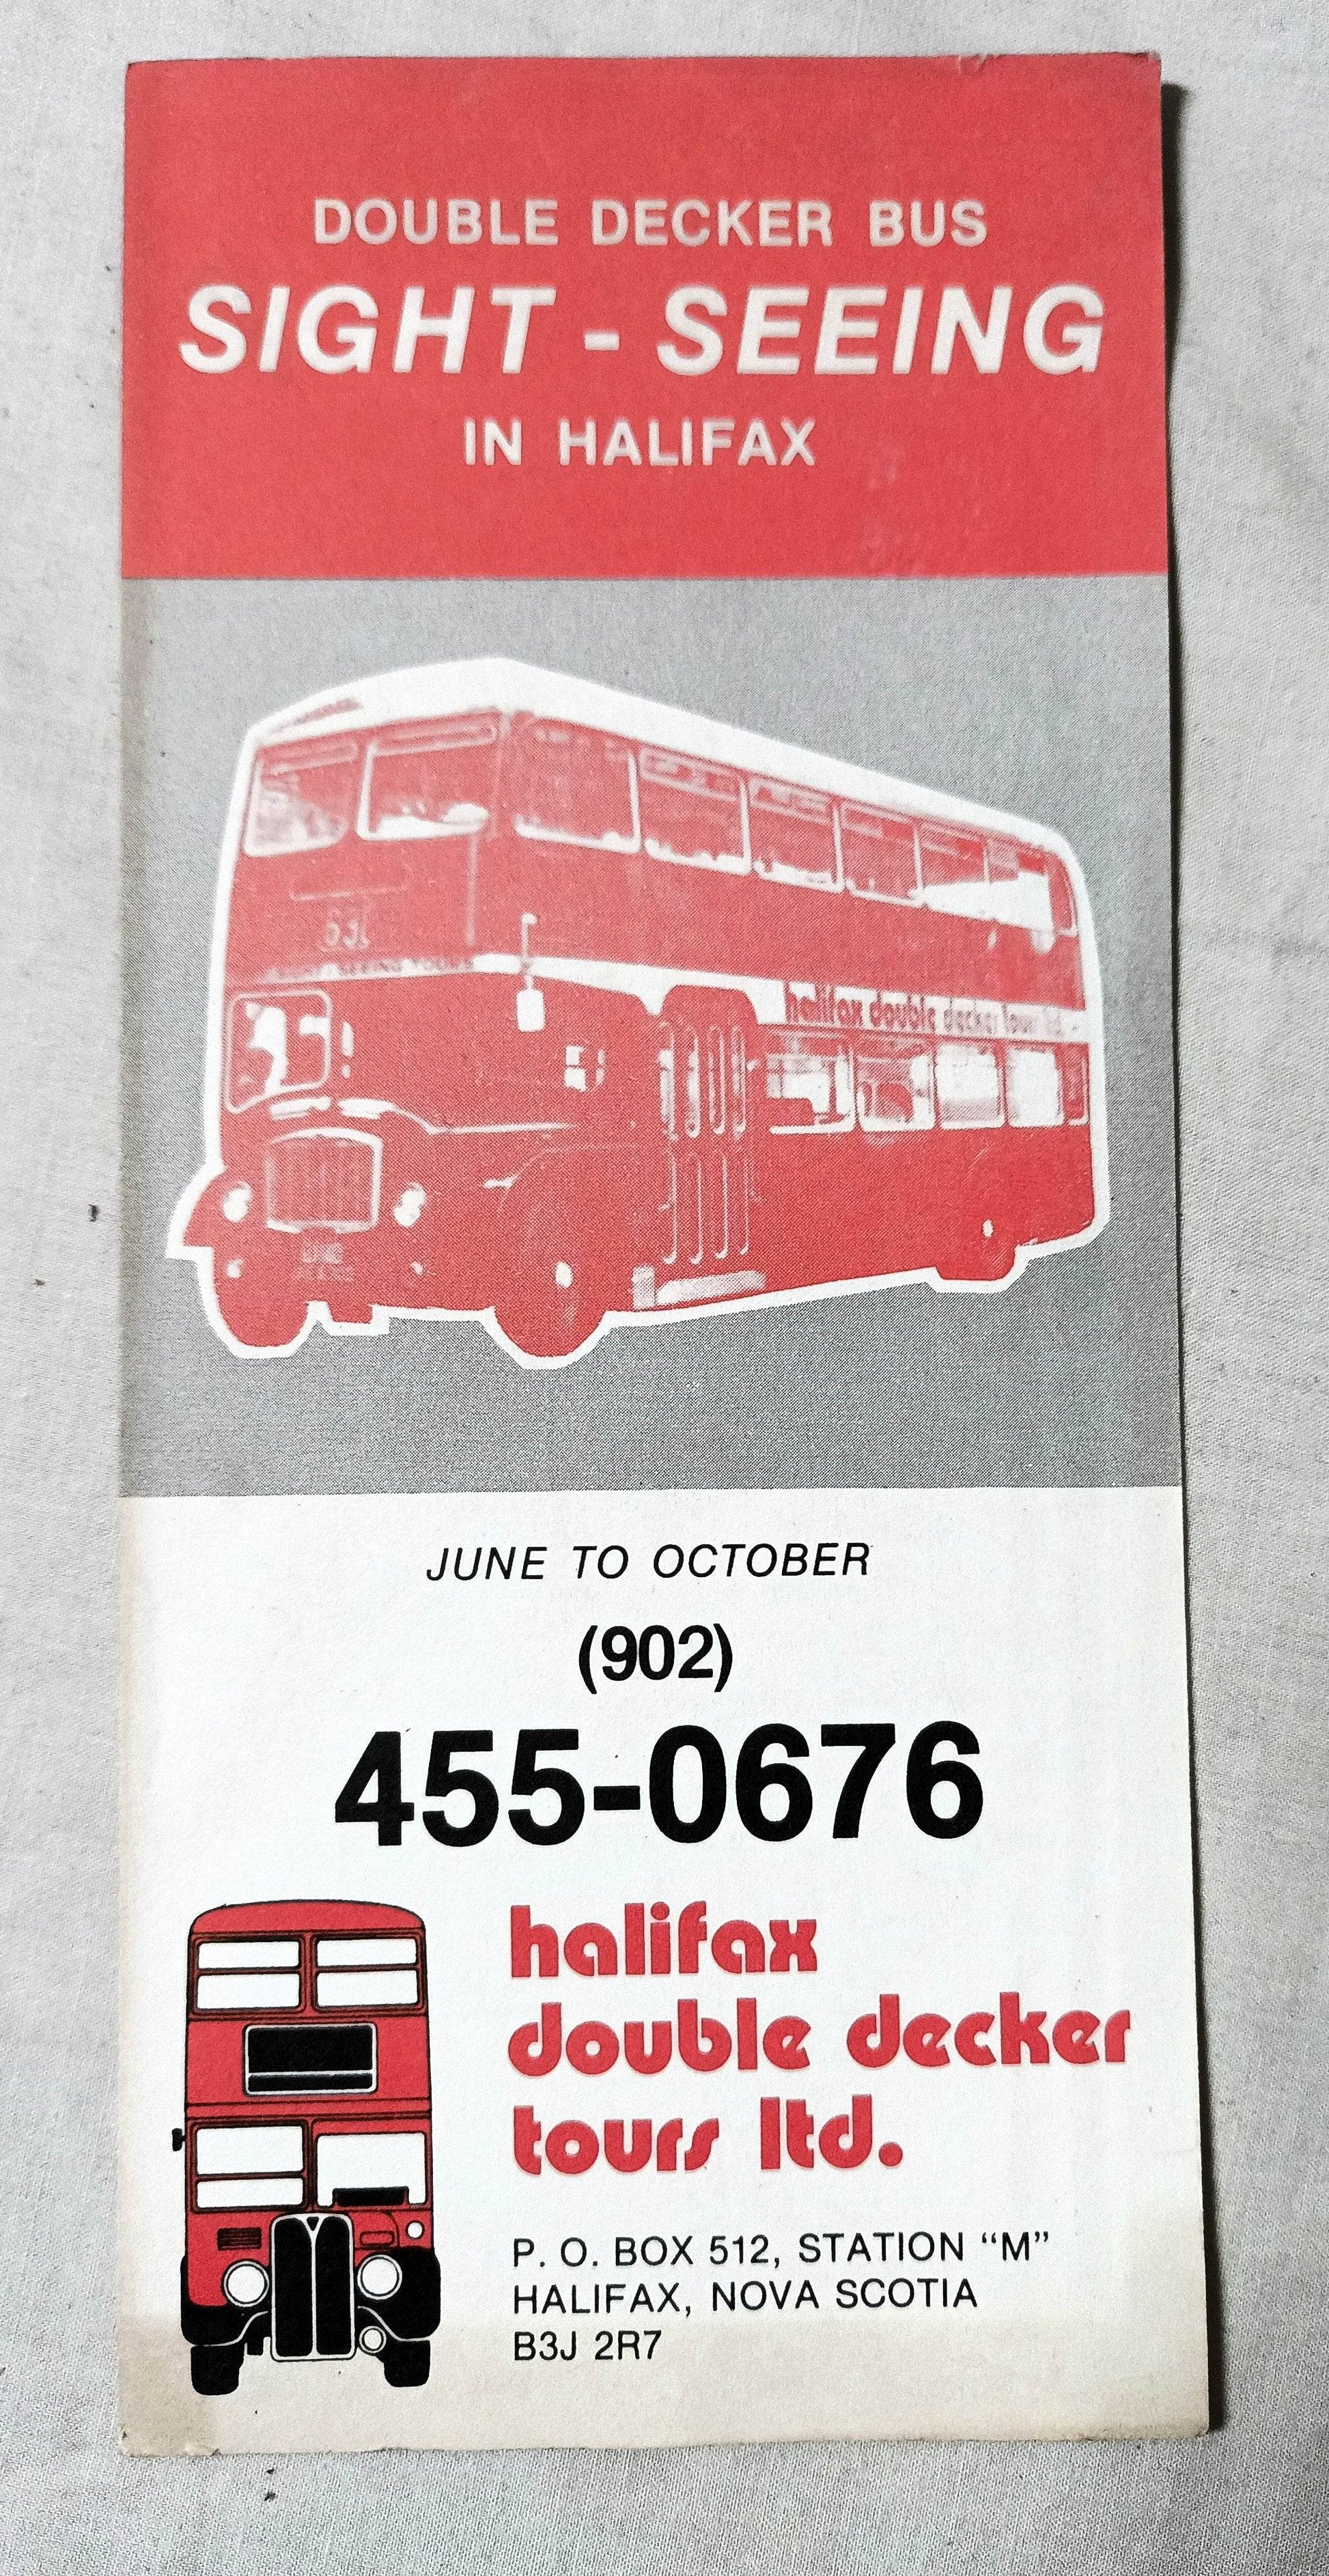 DOUBLE DECKER BUS
SIGHT - SEEING
IN HALIFAX
halifax double decker tours ltd.
JUNE TO OCTOBER
(902)
455-0676
halifax
double decker
tours ltd.
P. O. BOX 512, STATION “M”
HALIFAX, NOVA SCOTIA
B3J 2R7